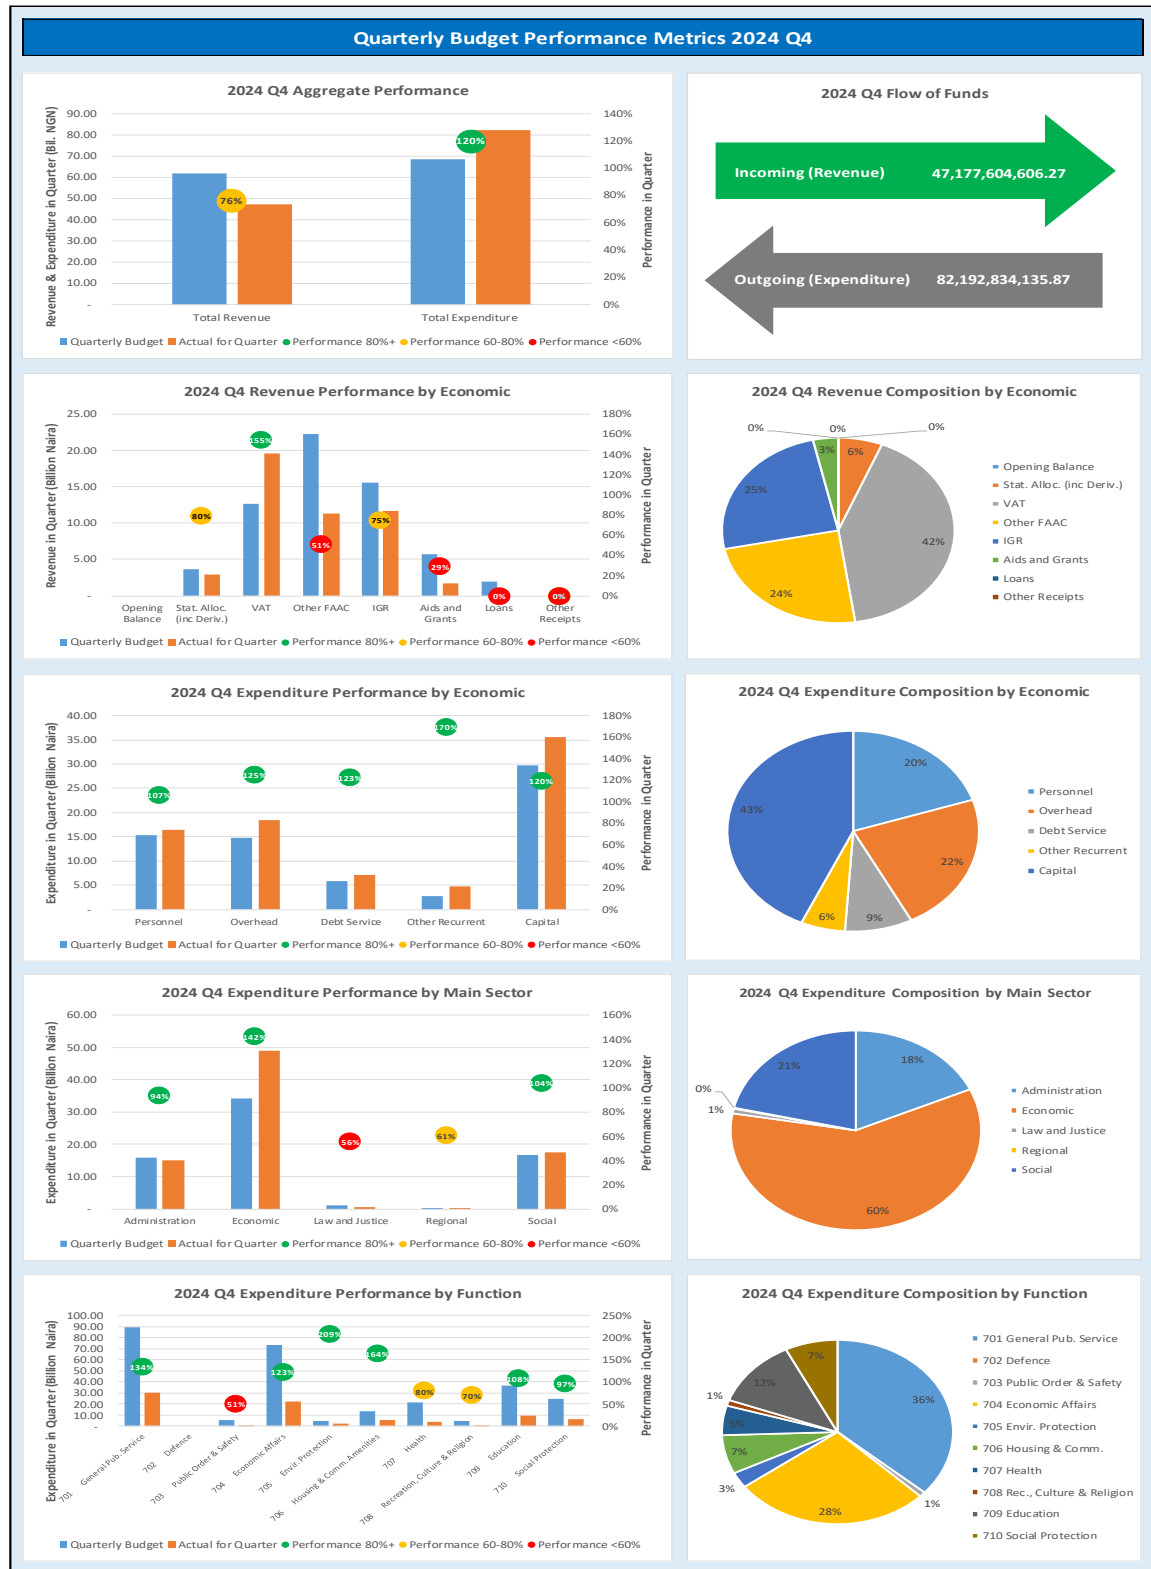 Quarterly Budget Performance Metrics 2024 Q4
2024 Q4 Aggregate Performance
Revenue & Expenditure in Quarter (Bil. NGN)
90.00
80.00
70.00
60.00
50.00
40.00
30.00
20.00
10.00
-
140%
120%
100%
80%
60%
40%
20%
0%
Performance in Quarter
76%
120%
Total Revenue
Total Expenditure
Quarterly Budget Actual for Quarter Performance 80%+ Performance 60-80% Performance <60%
2024 Q4 Flow of Funds
Incoming (Revenue) 47,177,604,606.27
Outgoing (Expenditure) 82,192,834,135.87
2024 Q4 Revenue Performance by Economic
Revenue in Quarter (Billion Naira)
25.00
20.00
15.00
10.00
5.00
-
180%
160%
140%
120%
100%
80%
60%
40%
20%
0%
Performance in Quarter
80%
155%
51%
75%
29%
0%
0%
Opening Balance
Stat. Alloc. (inc Deriv.)
VAT
Other FAAC
IGR
Aids and Grants
Loans
Other Receipts
Quarterly Budget Actual for Quarter Performance 80%+ Performance 60-80% Performance <60%
2024 Q4 Revenue Composition by Economic
0%
0%
0%
3%
6%
25%
42%
24%
Opening Balance
Stat. Alloc. (inc Deriv.)
VAT
Other FAAC
IGR
Aids and Grants
Loans
Other Receipts
2024 Q4 Expenditure Performance by Economic
Expenditure in Quarter (Billion Naira)
40.00
35.00
30.00
25.00
20.00
15.00
10.00
5.00
-
180%
160%
140%
120%
100%
80%
60%
40%
20%
0%
Performance in Quarter
107%
125%
123%
170%
120%
Personnel
Overhead
Debt Service
Other Recurrent
Capital
Quarterly Budget Actual for Quarter Performance 80%+ Performance 60-80% Performance <60%
2024 Q4 Expenditure Composition by Economic
20%
43%
22%
6%
9%
Personnel
Overhead
Debt Service
Other Recurrent
Capital
2024 Q4 Expenditure Performance by Main Sector
Expenditure in Quarter (Billion Naira)
60.00
50.00
40.00
30.00
20.00
10.00
-
160%
140%
120%
100%
80%
60%
40%
20%
0%
Performance in Quarter
94%
142%
56%
61%
104%
Administration
Economic
Law and Justice
Regional
Social
Quarterly Budget Actual for Quarter Performance 80%+ Performance 60-80% Performance <60%
2024 Q4 Expenditure Composition by Main Sector
21%
18%
0%
1%
60%
Administration
Economic
Law and Justice
Regional
Social
2024 Q4 Expenditure Performance by Function
Expenditure in Quarter (Billion Naira)
100.00
90.00
80.00
70.00
60.00
50.00
40.00
30.00
20.00
10.00
-
250%
200%
150%
100%
50%
0%
Performance in Quarter
134%
51%
123%
209%
164%
80%
70%
108%
97%
701 General Pub. Service
702 Defence
703 Public Order & Safety
704 Economic Affairs
705 Envir. Protection
706 Housing & Comm. Amenities
707 Health
708 Recreation, Culture & Religion
709 Education
710 Social Protection
Quarterly Budget Actual for Quarter Performance 80%+ Performance 60-80% Performance <60%
2024 Q4 Expenditure Composition by Function
7%
12%
36%
1%
5%
7%
3%
28%
1%
701 General Pub. Service
702 Defence
703 Public Order & Safety
704 Economic Affairs
705 Envir. Protection
706 Housing & Comm.
707 Health
708 Rec., Culture & Religion
709 Education
710 Social Protection